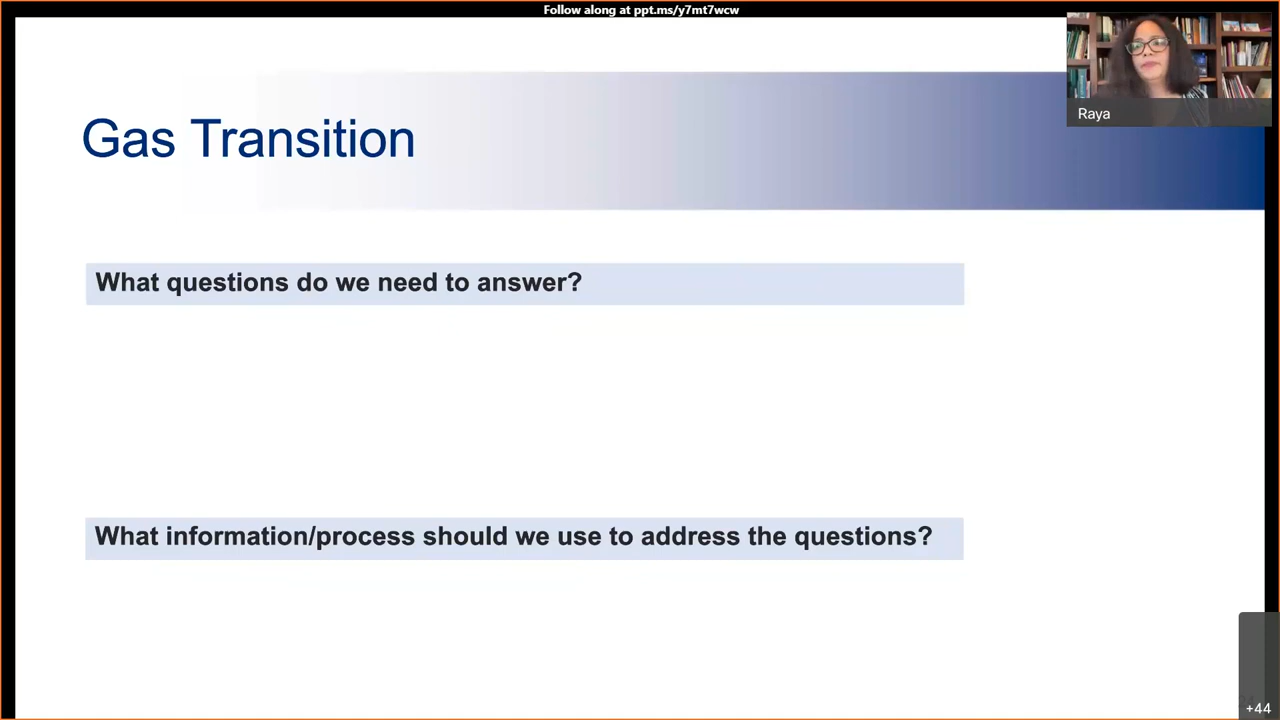 Follow along at ppt.ms/y7mt7wcw
Raya
Gas Transition
What questions do we need to answer?
What information/process should we use to address the questions?
+44